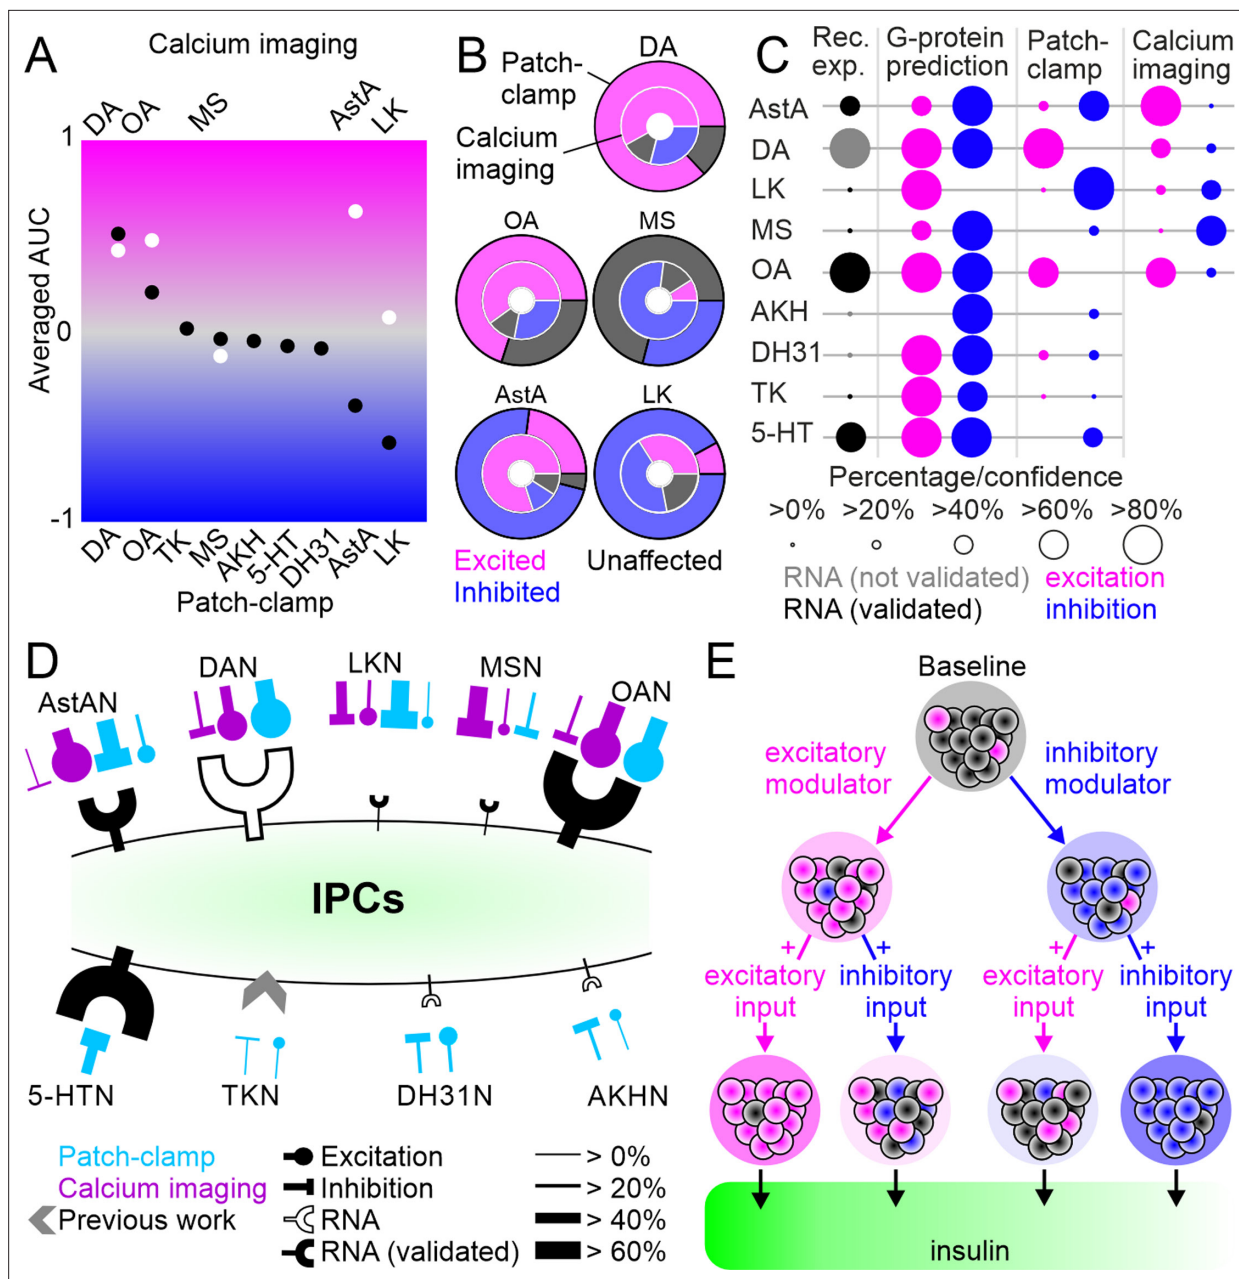 A
Calcium imaging
DA
OA
MS
AstA
LK
1
0
-1
Averaged AUC
DA
OA
TK
MS
AKH
5-HT
DH31
AstA
LK
Patch-clamp
B
DA
Patch-
clamp
Calcium
imaging
OA
MS
AstA
LK
Excited
Inhibited
Unaffected
C
Rec.
exp.
G-protein
prediction
Patch-
clamp
Calcium
imaging
AstA
DA
LK
MS
OA
AKH
DH31
TK
5-HT
Percentage/confidence
>0% >20% >40% >60% >80%
RNA (not validated)
excitation
RNA (validated)
inhibition
D
AstAN
DAN
LKN
MSN
OAN
IPCs
5-HTN
TKN
DH31N
AKHN
Patch-clamp
Calcium imaging
Previous work
Excitation
Inhibition
RNA
RNA (validated)
> 0%
> 20%
> 40%
> 60%
E
Baseline
excitatory
modulator
inhibitory
modulator
+
+
+
+
excitatory
input
inhibitory
input
excitatory
input
inhibitory
input
insulin